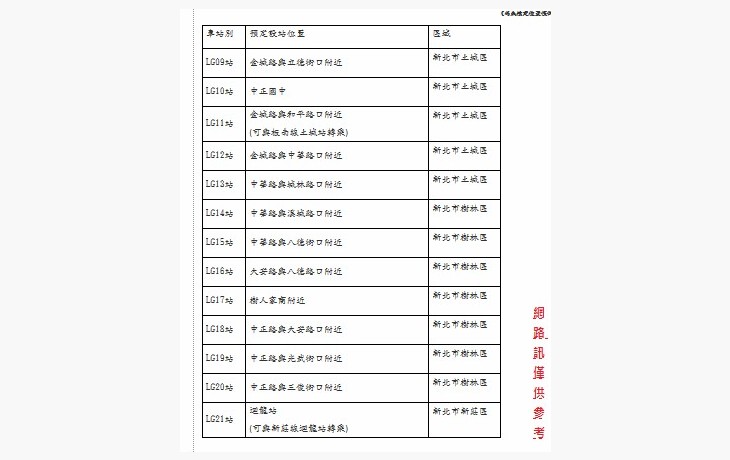 車站別 預定設站位置 區域
LG09站 金城路與立德街口附近 新北市土城區
LG10站 中正國中 新北市土城區
LG11站 金城路與和平路口附近 新北市土城區
(可與板南線土城站轉乘)
LG12站 金城路與中華路口附近 新北市土城區
LG13站 中華路與城林路口附近 新北市土城區
LG14站 中華路與溪城路口附近 新北市樹林區
LG15站 中華路與八德街口附近 新北市樹林區
LG16站 大安路與八德路口附近 新北市樹林區
LG17站 樹人家商附近 新北市樹林區
LG18站 中正路與大安路口附近 新北市樹林區
LG19站 中正路與光武街口附近 新北市樹林區
LG20站 中正路與三俊街口附近 新北市樹林區
LG21站 迴龍站 新北市新莊區
(可與新莊線迴龍站轉乘)
網路訊僅供參考